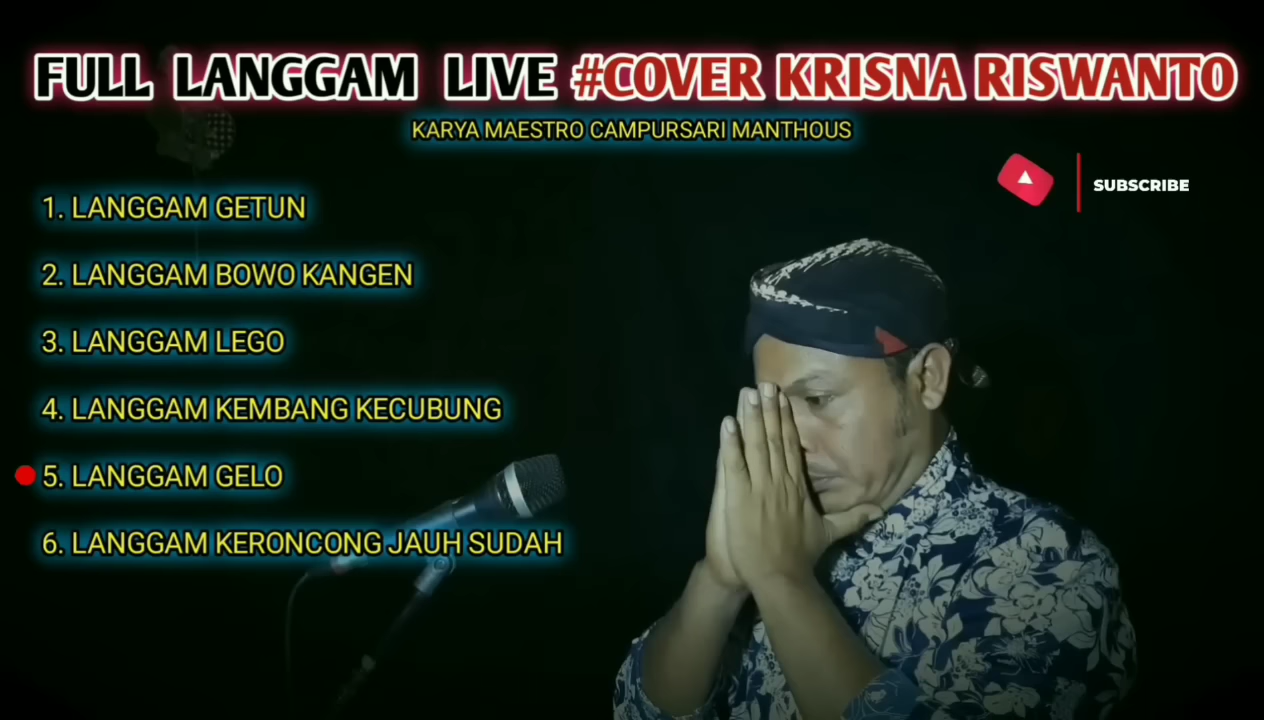 FULL LANGGAM LIVE #COVER KRISNA RISWANTO
KARYA MAESTRO CAMPURSARI MANTHOUS
SUBSCRIBE
1. LANGGAM GETUN
2. LANGGAM BOWO KANGEN
3. LANGGAM LEGO
4. LANGGAM KEMBANG KECUBUNG
5. LANGGAM GELO
6. LANGGAM KERONCONG JAUH SUDAH